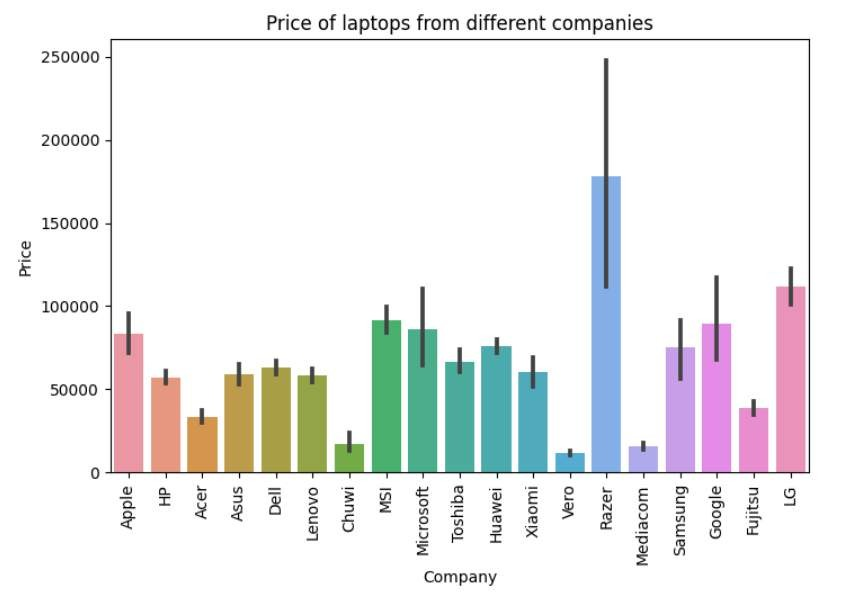 Price of laptops from different companies
250000
200000
150000
100000
50000
0
Price
Apple
HP
Acer
Asus
Dell
Lenovo
Chuwi
MSI
Microsoft
Toshiba
Huawei
Xiaomi
Vero
Razer
Mediacom
Samsung
Google
Fujitsu
LG
Company